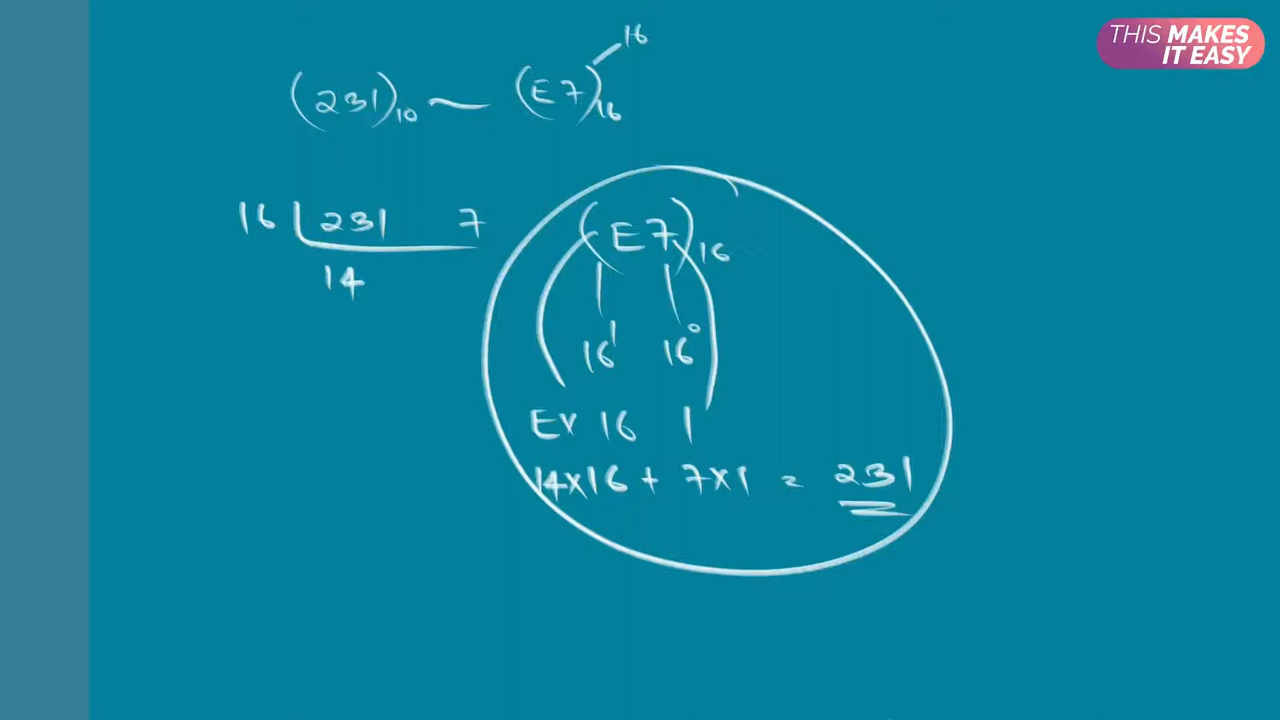 THIS MAKES
IT EASY
16
(231)10 — (E7)16
16 231 7
14
(E7)16
16¹ 16⁰
E× 16 1
14×16 + 7×1 = 231